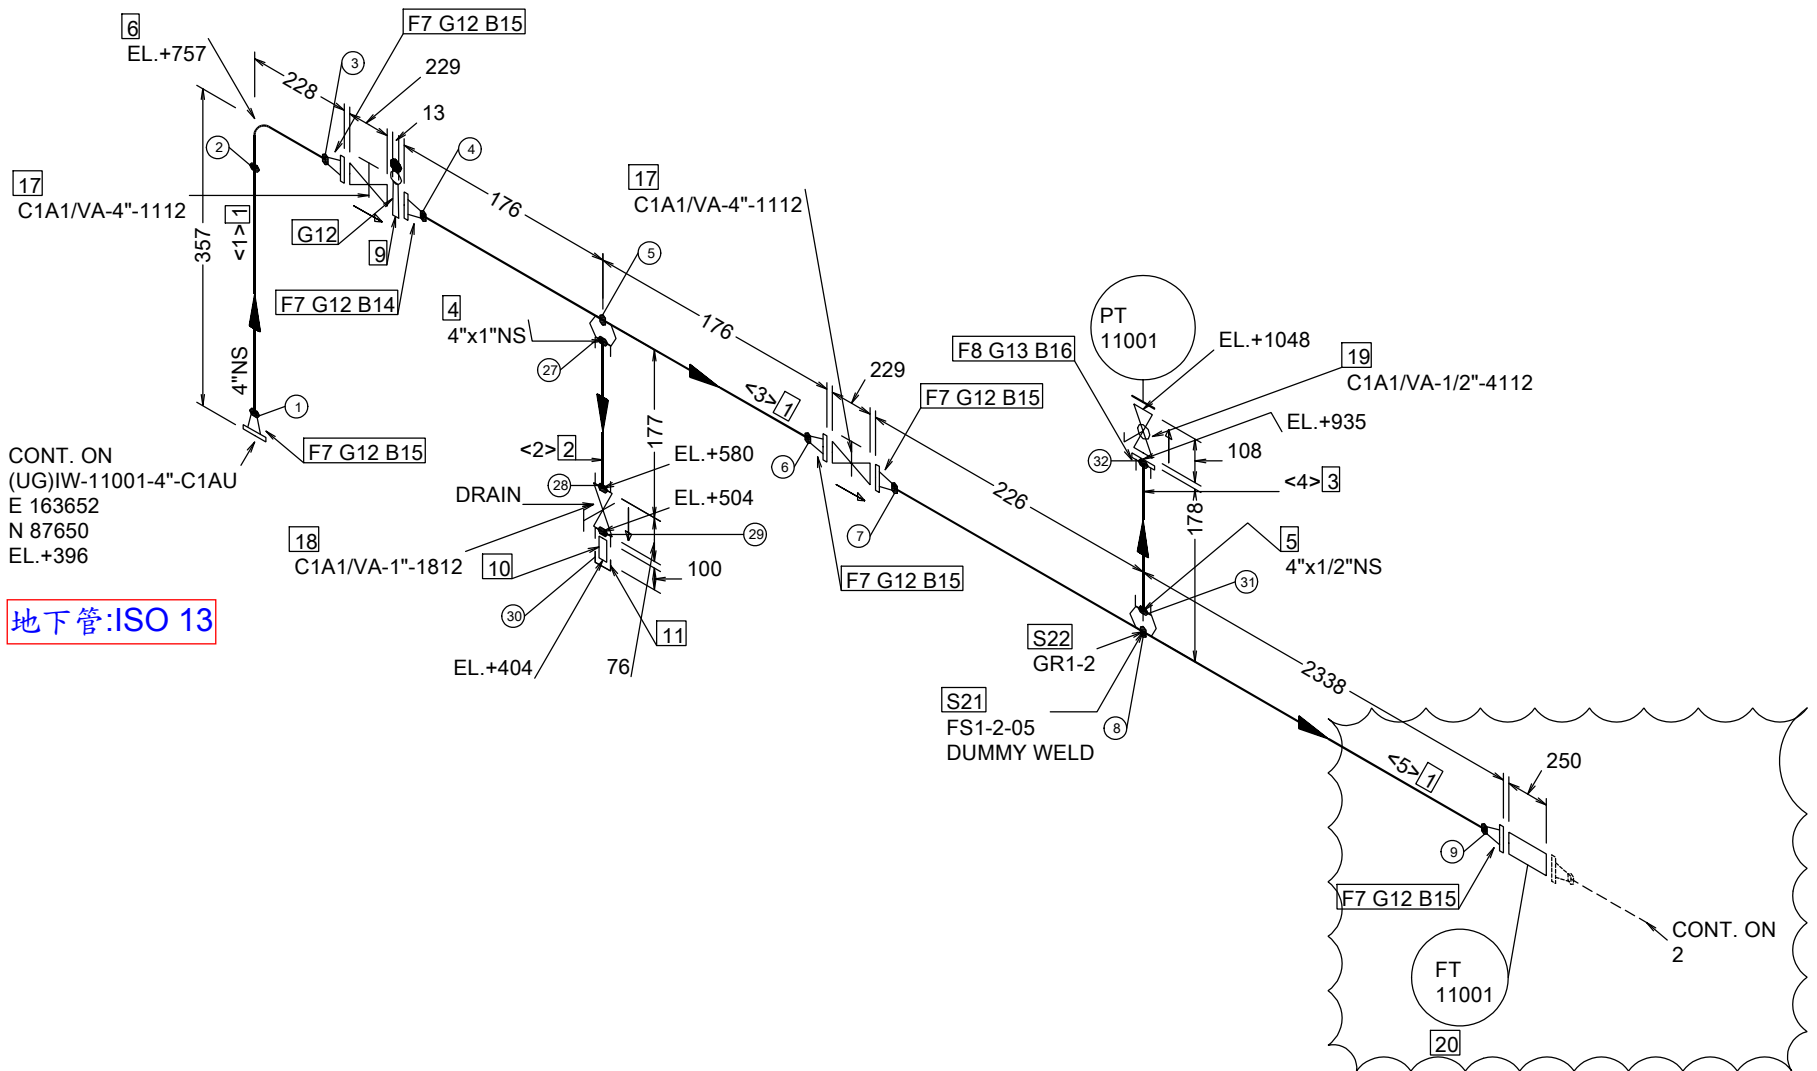 6
EL.+757
F7 G12 B15
228
3
229
13
2
4
17
C1A1/VA-4"-1112
357
<1> 1
4"NS
G12
9
F7 G12 B14
176
5
17
C1A1/VA-4"-1112
4
4"x1"NS
27
176
1
F7 G12 B15
CONT. ON
(UG)IW-11001-4"-C1AU
E 163652
N 87650
EL.+396
地下管:ISO 13
<2> 2
177
<3> 1
EL.+580
28
DRAIN
EL.+504
18
C1A1/VA-1"-1812
10
29
100
30
11
EL.+404
76
6
229
F7 G12 B15
7
F7 G12 B15
PT
11001
F8 G13 B16
EL.+1048
19
C1A1/VA-1/2"-4112
EL.+935
32
108
<4> 3
226
178
5
4"x1/2"NS
31
S22
GR1-2
S21
FS1-2-05
DUMMY WELD
8
2338
<5> 1
250
9
F7 G12 B15
CONT. ON
2
FT
11001
20